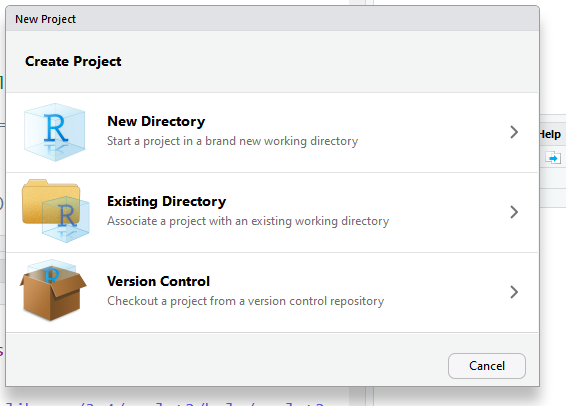 New Project
Create Project
New Directory
Start a project in a brand new working directory
Existing Directory
Associate a project with an existing working directory
Version Control
Checkout a project from a version control repository
Cancel
Help